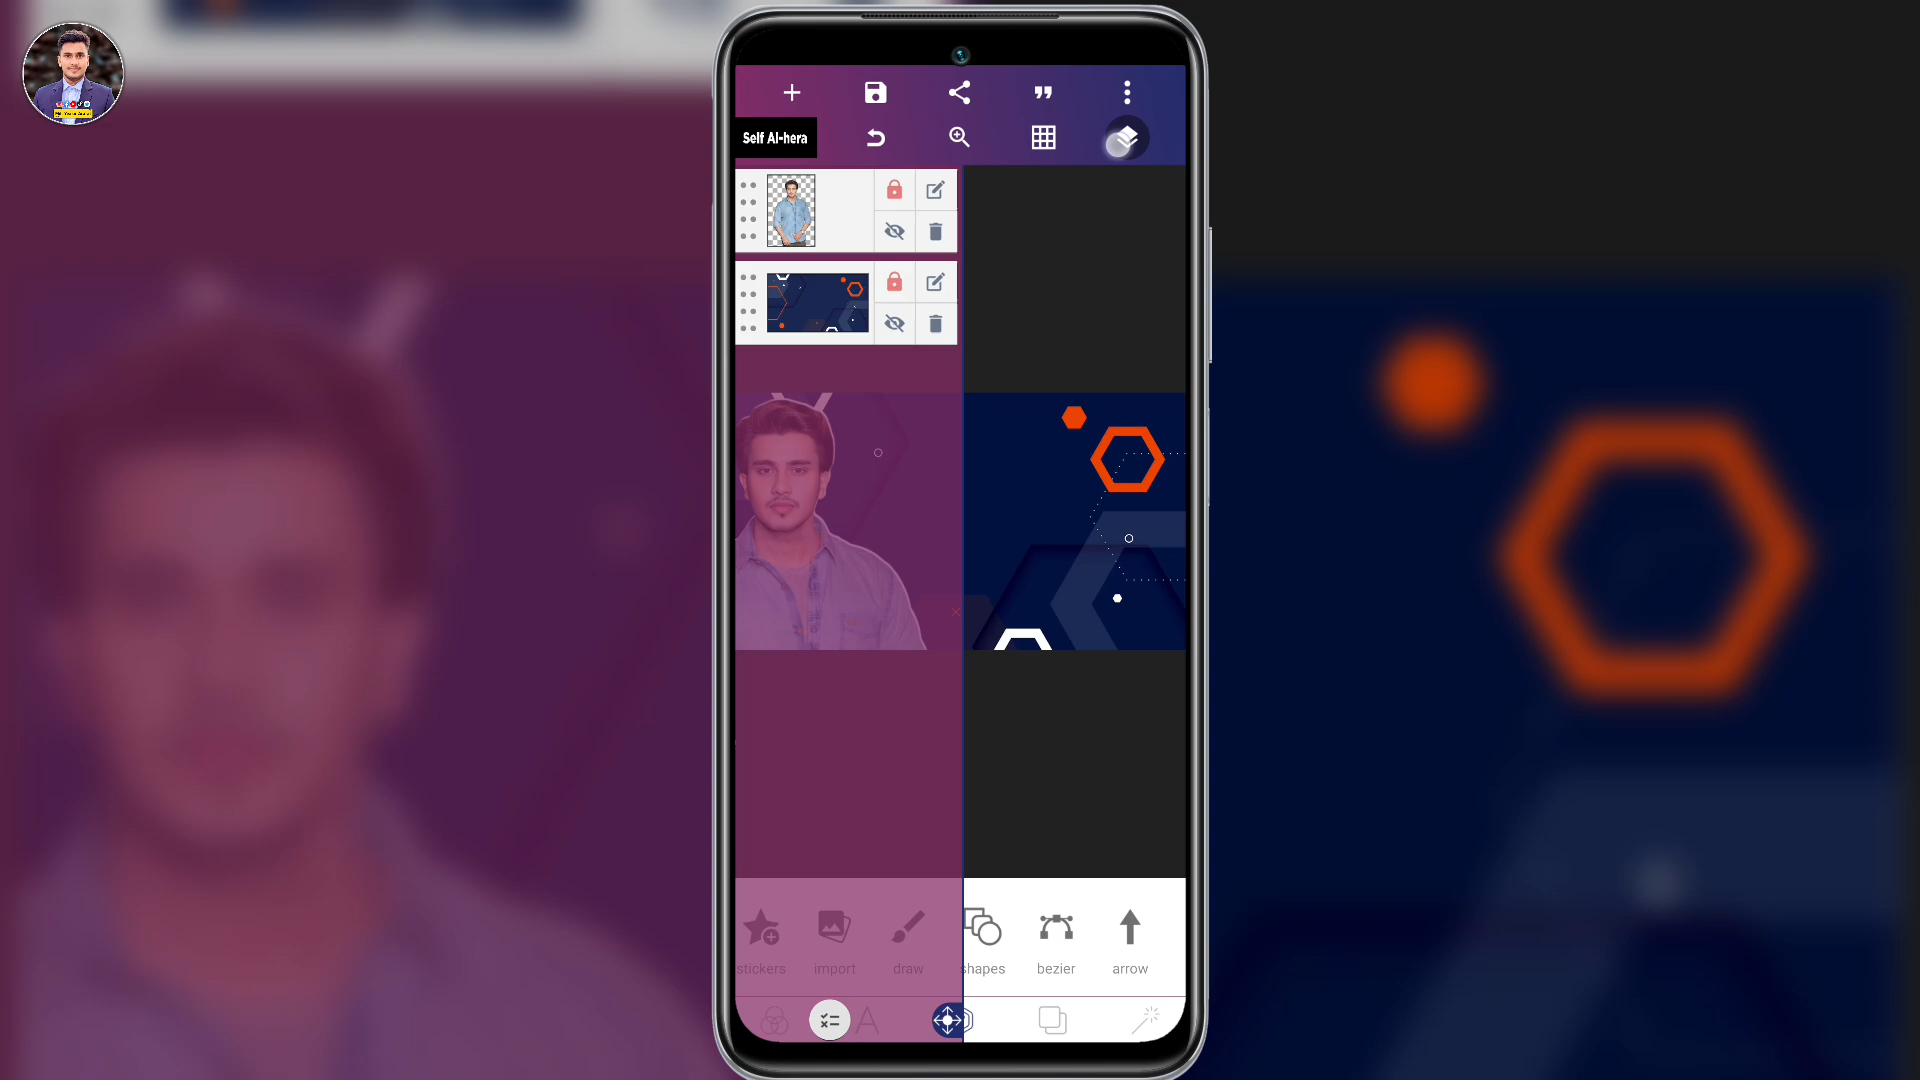 Self Al-hera
stickers
import
draw
shapes
bezier
arrow